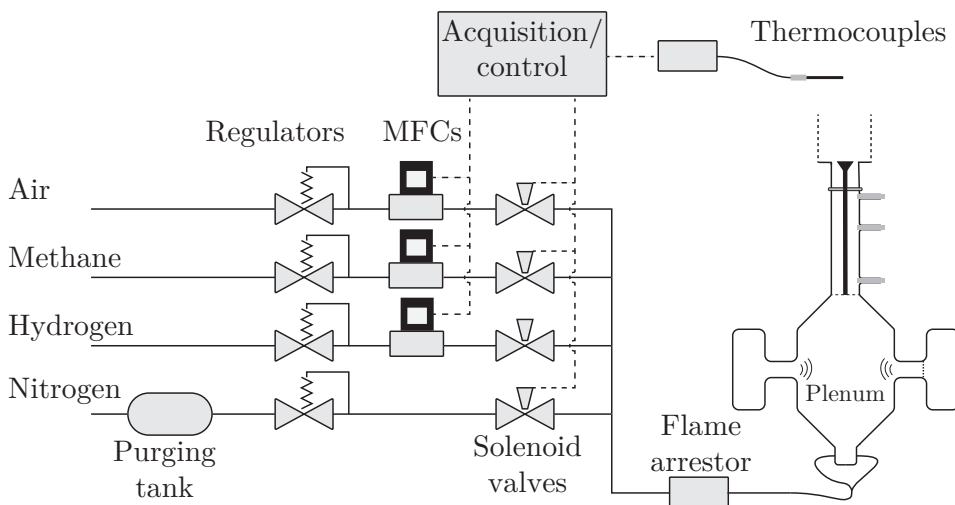 Acquisition/
control
Thermocouples
Regulators
MFCs
Air
Methane
Hydrogen
Nitrogen
Plenum
Purging
tank
Solenoid
valves
Flame
arrestor